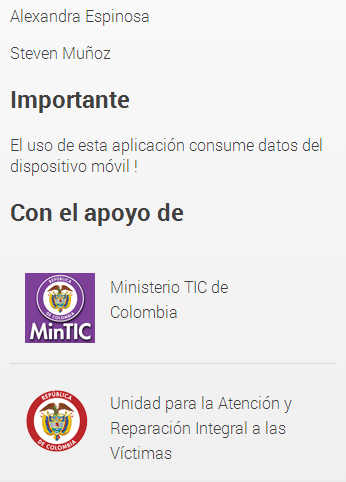 Alexandra Espinosa
Steven Muñoz
Importante
El uso de esta aplicación consume datos del
dispositivo móvil !
Con el apoyo de
REPÚBLICA
DE COLOMBIA
MinTIC
Ministerio TIC de
Colombia
REPÚBLICA
DE COLOMBIA
Unidad para la Atención y
Reparación Integral a las
Víctimas